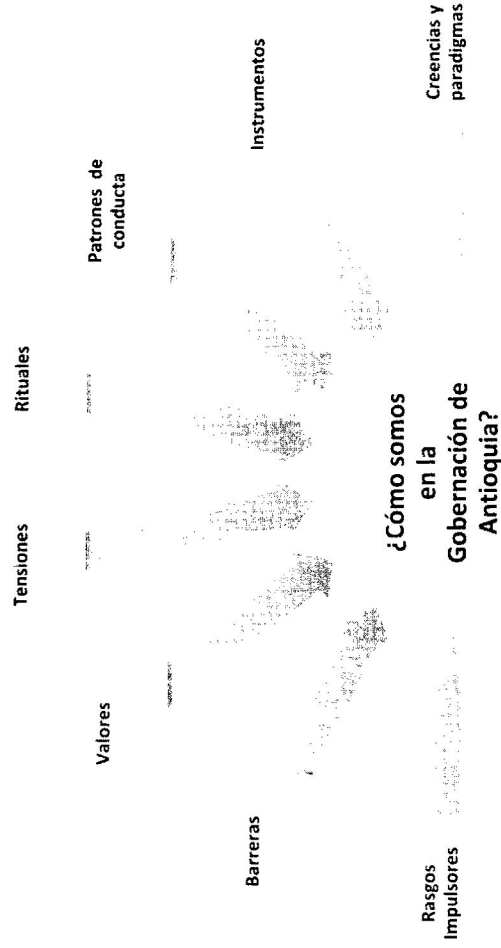 Rasgos
Impulsores
Barreras
Valores
Tensiones
Rituales
Patrones de
conducta
Instrumentos
Creencias y
paradigmas
¿Cómo somos
en la
Gobernación de
Antioquia?